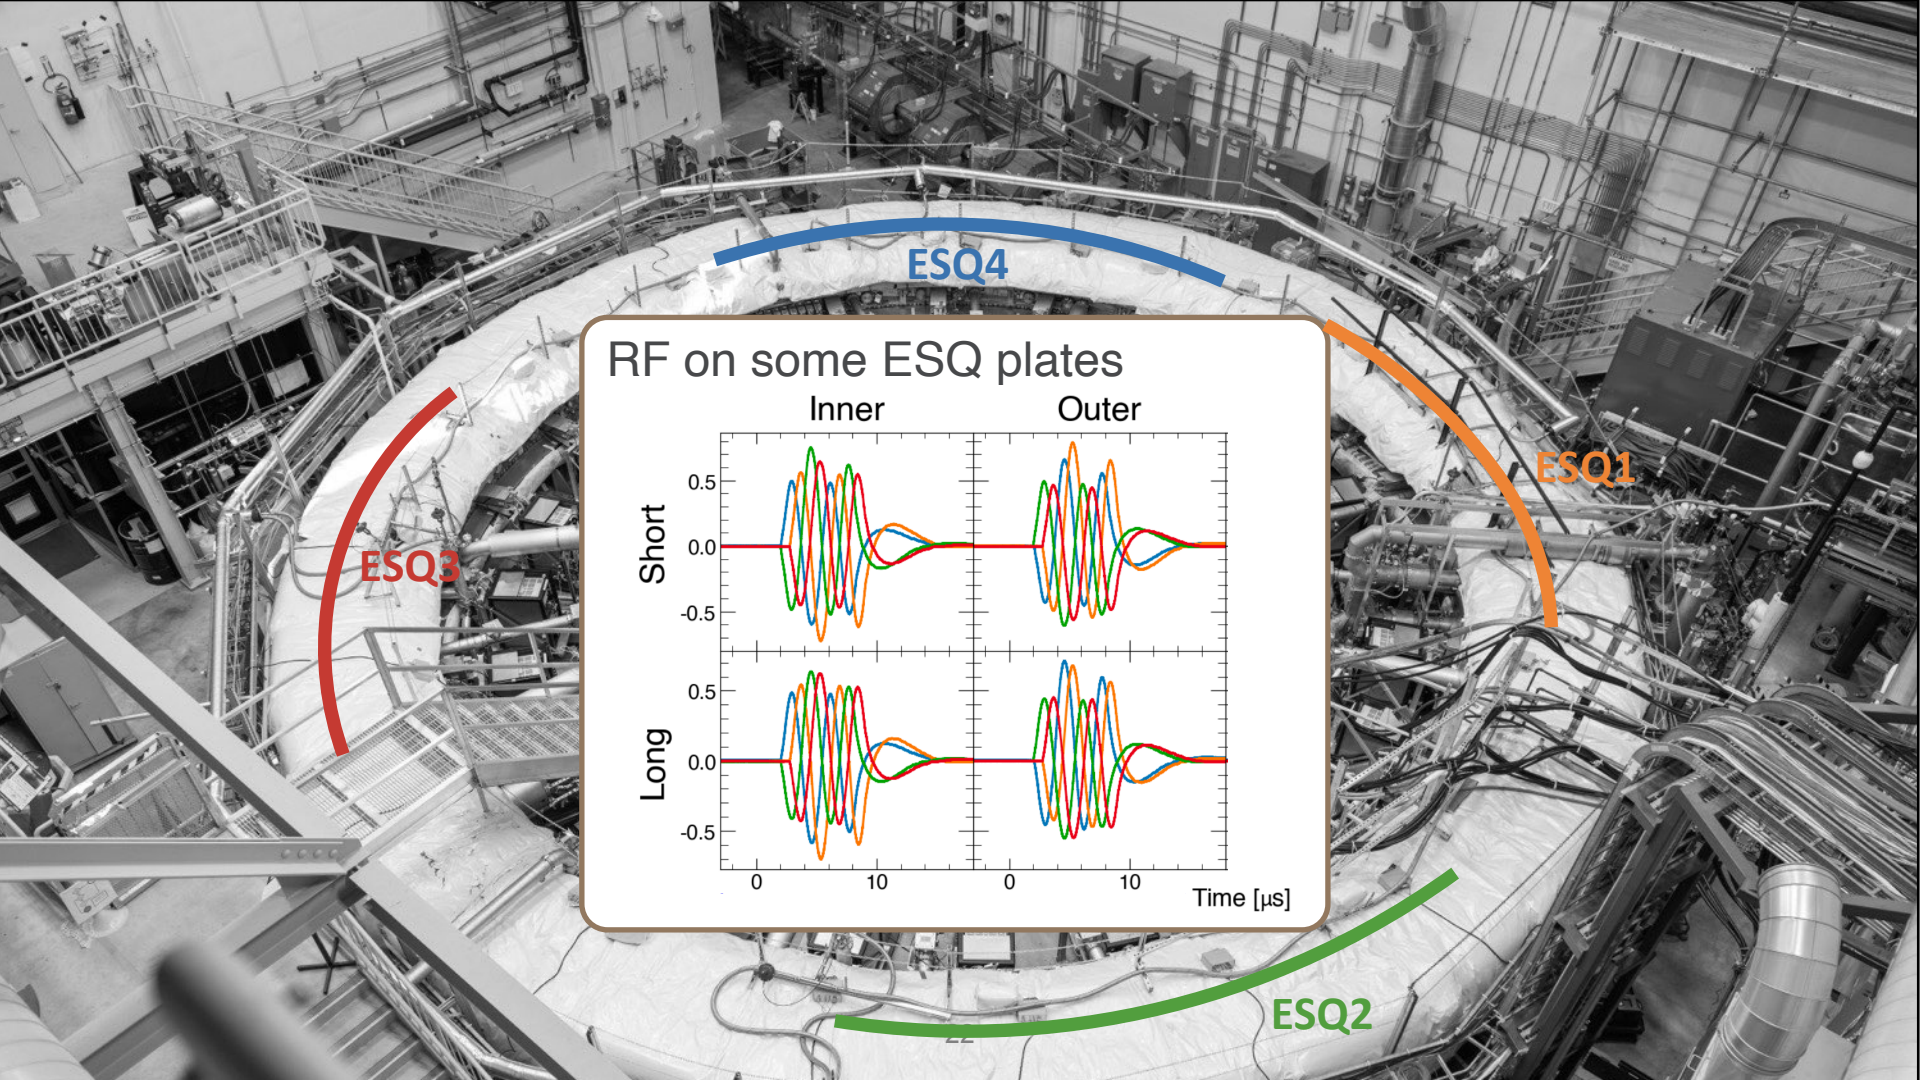 ESQ4
RF on some ESQ plates
Inner Outer
ESQ1
0.5
Short
0.0
-0.5
ESQ3
0.5
Long
0.0
-0.5
0 10 0 10
Time [µs]
ESQ2
22